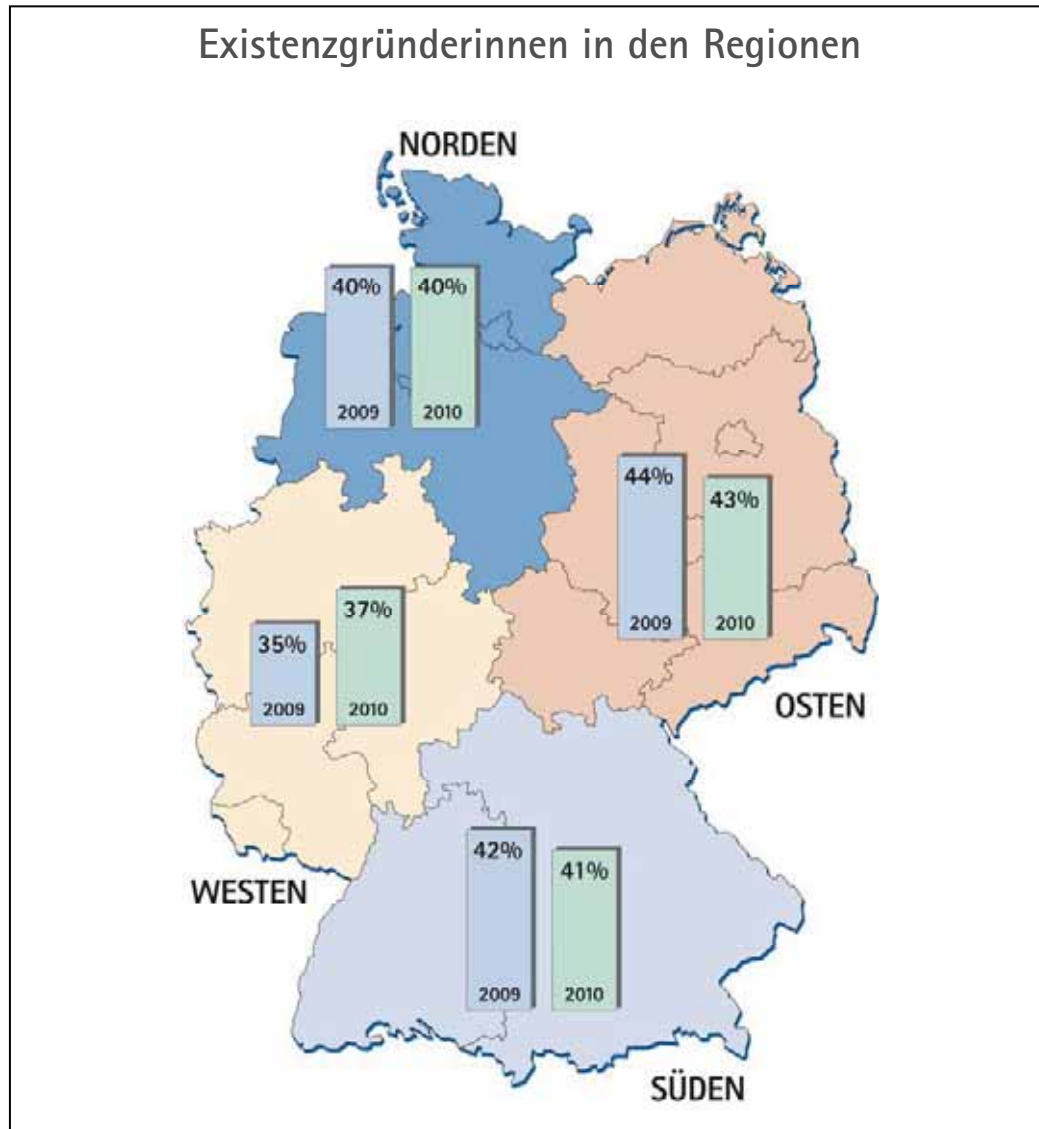 Existenzgründerinnen in den Regionen
NORDEN
40% 40%
2009 2010
44% 43%
2009 2010
OSTEN
35% 37%
2009 2010
WESTEN
42% 41%
2009 2010
SÜDEN